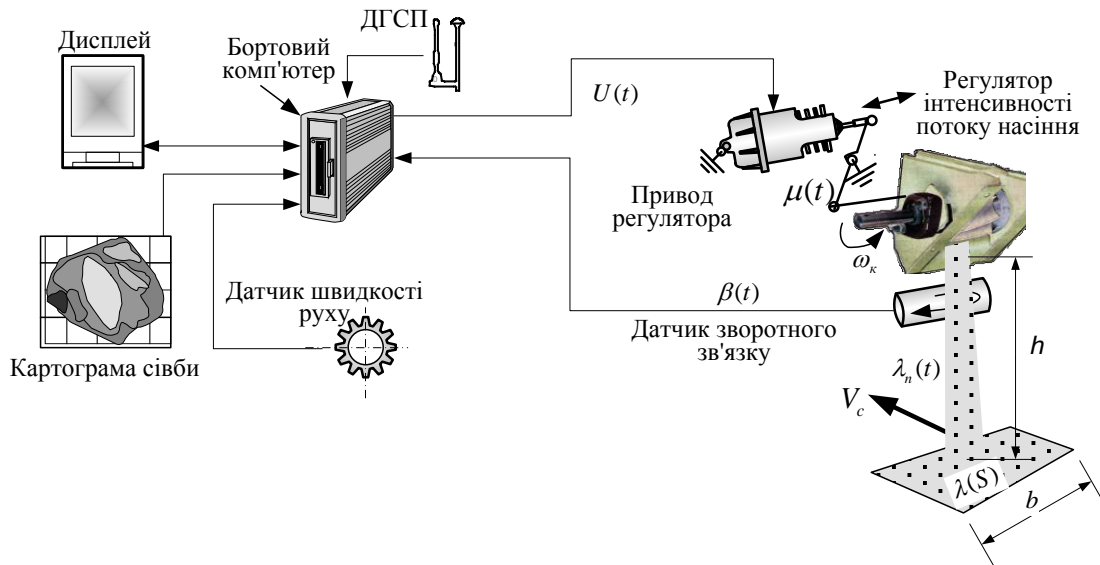 ДГСП
Дисплей
Бортовий
комп'ютер
U(t)
Регулятор
інтенсивності
потоку насіння
Привод
регулятора
μ(t)
ω_к
β(t)
Датчик швидкості
руху
Датчик зворотного
зв'язку
Картограма сівби
λ_n(t)
h
V_c
λ(S)
b